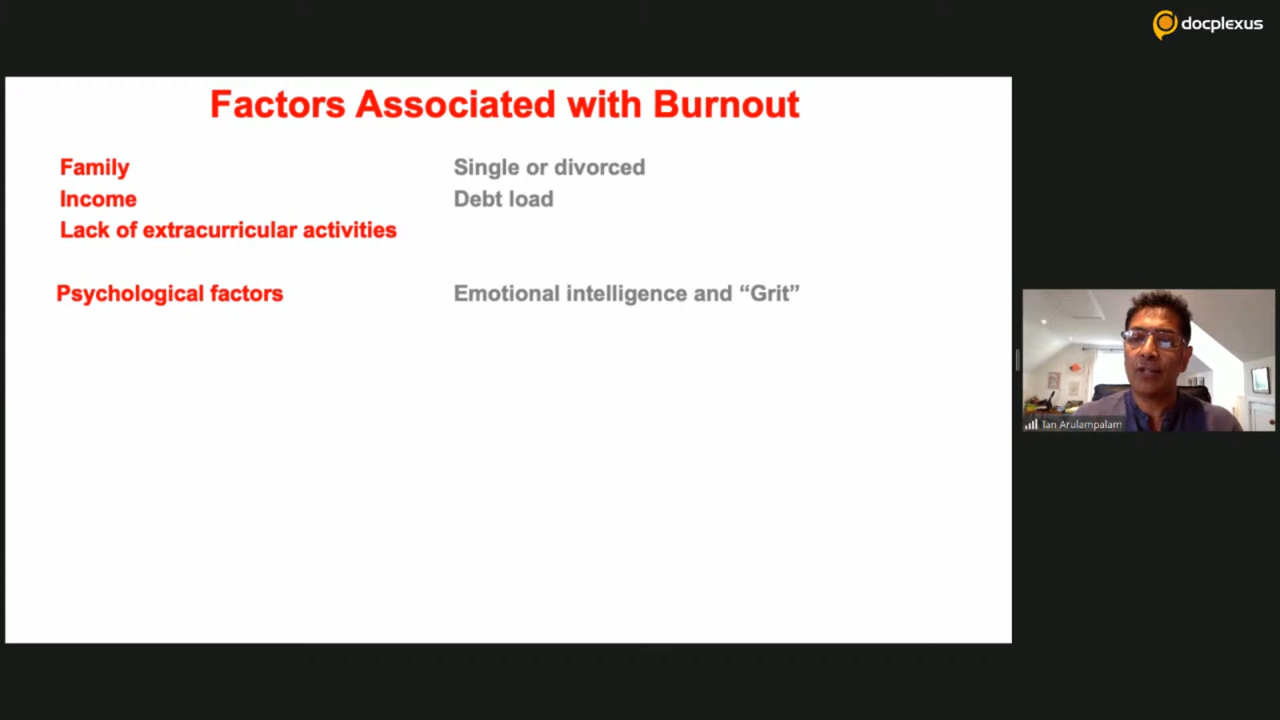 docplexus
Factors Associated with Burnout
Family Single or divorced
Income Debt load
Lack of extracurricular activities
Psychological factors Emotional intelligence and “Grit”
Tan Arulampalam